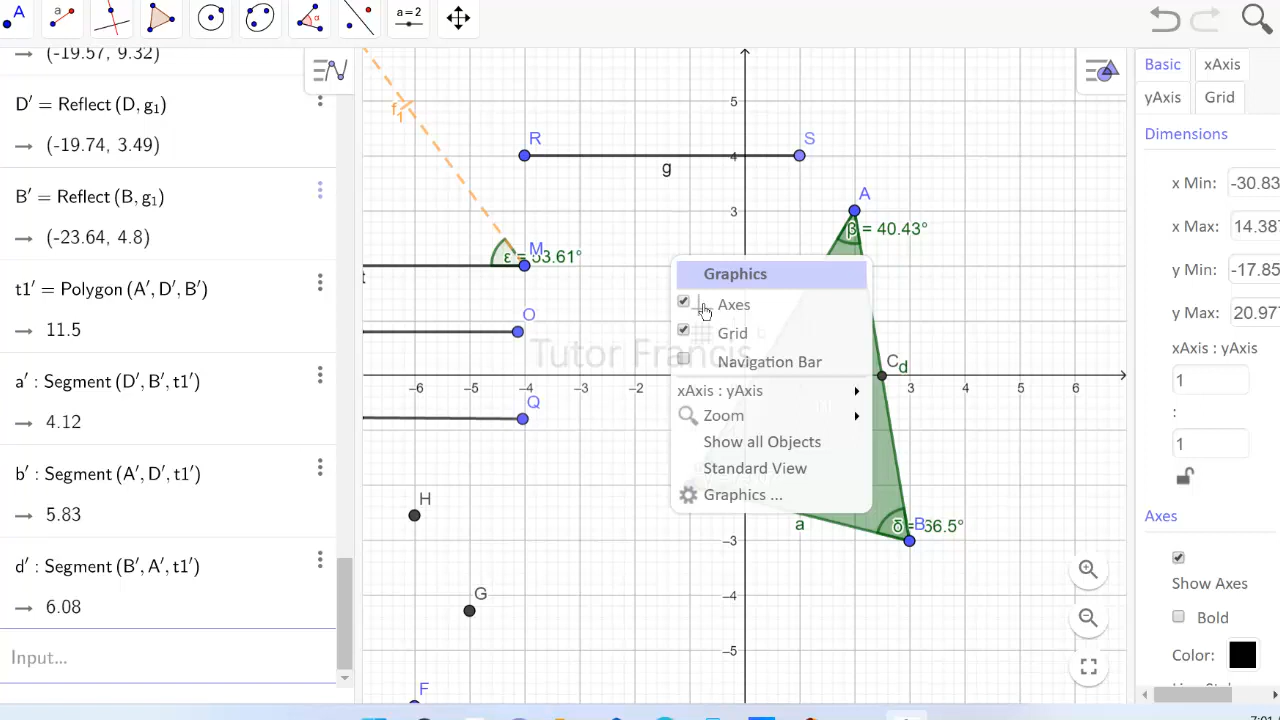 A
a=2
(-19.57, 9.32)
D′ = Reflect (D, g₁)
→ (-19.74, 3.49)
B′ = Reflect (B, g₁)
→ (-23.64, 4.8)
t1′ = Polygon (A′, D′, B′)
→ 11.5
a′ : Segment (D′, B′, t1′)
→ 4.12
b′ : Segment (A′, D′, t1′)
→ 5.83
d′ : Segment (B′, A′, t1′)
→ 6.08
Input...
f₁
R
S
g
A
β = 40.43°
M
ε = 53.61°
t
O
Q
H
G
F
C
d
a
δ = 66.5°
B
5
4
3
-6 -5 -4 -3 -2 3 4 5 6
-3
-4
-5
Tutor Francis
Graphics
Axes
Grid
Navigation Bar
xAxis : yAxis
Zoom
Show all Objects
Standard View
Graphics ...
Basic xAxis
yAxis Grid
Dimensions
x Min: -30.83
x Max: 14.387
y Min: -17.85
y Max: 20.977
xAxis : yAxis
1
:
1
Axes
Show Axes
Bold
Color: